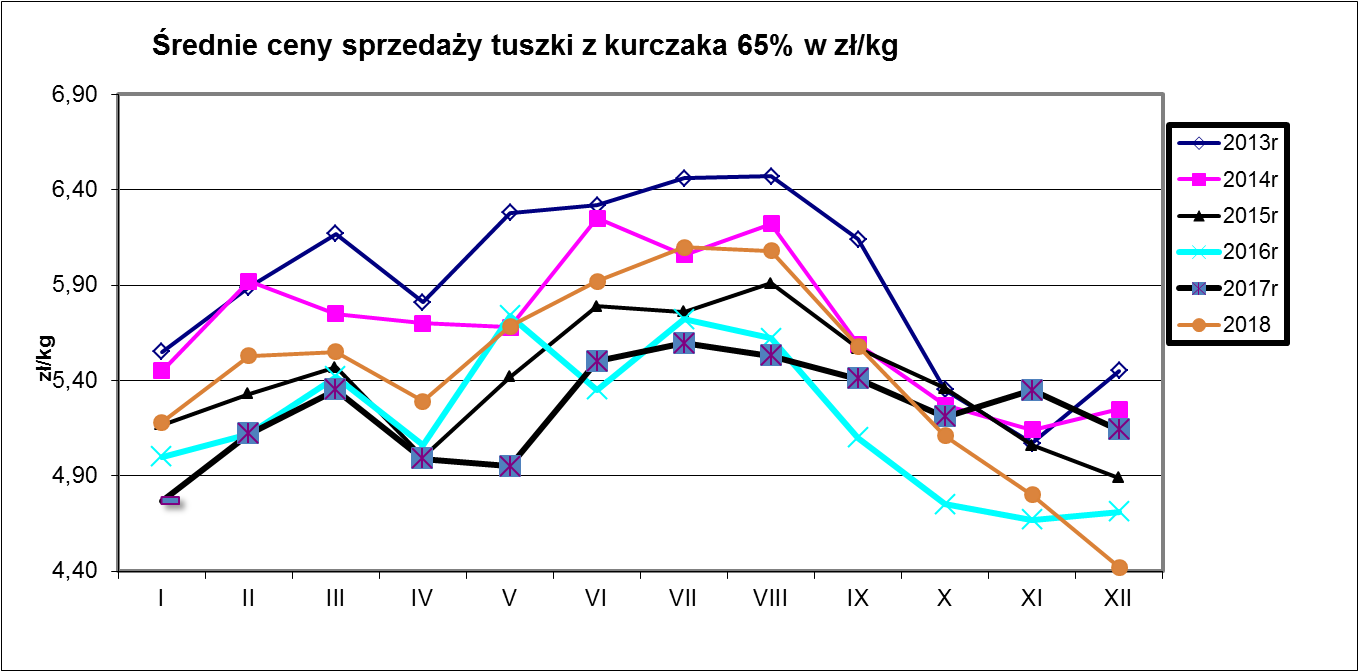 Średnie ceny sprzedaży tuszki z kurczaka 65% w zł/kg
6,90
6,40
5,90
5,40
4,90
4,40
zł/kg
I II III IV V VI VII VIII IX X XI XII
2013r
2014r
2015r
2016r
2017r
2018